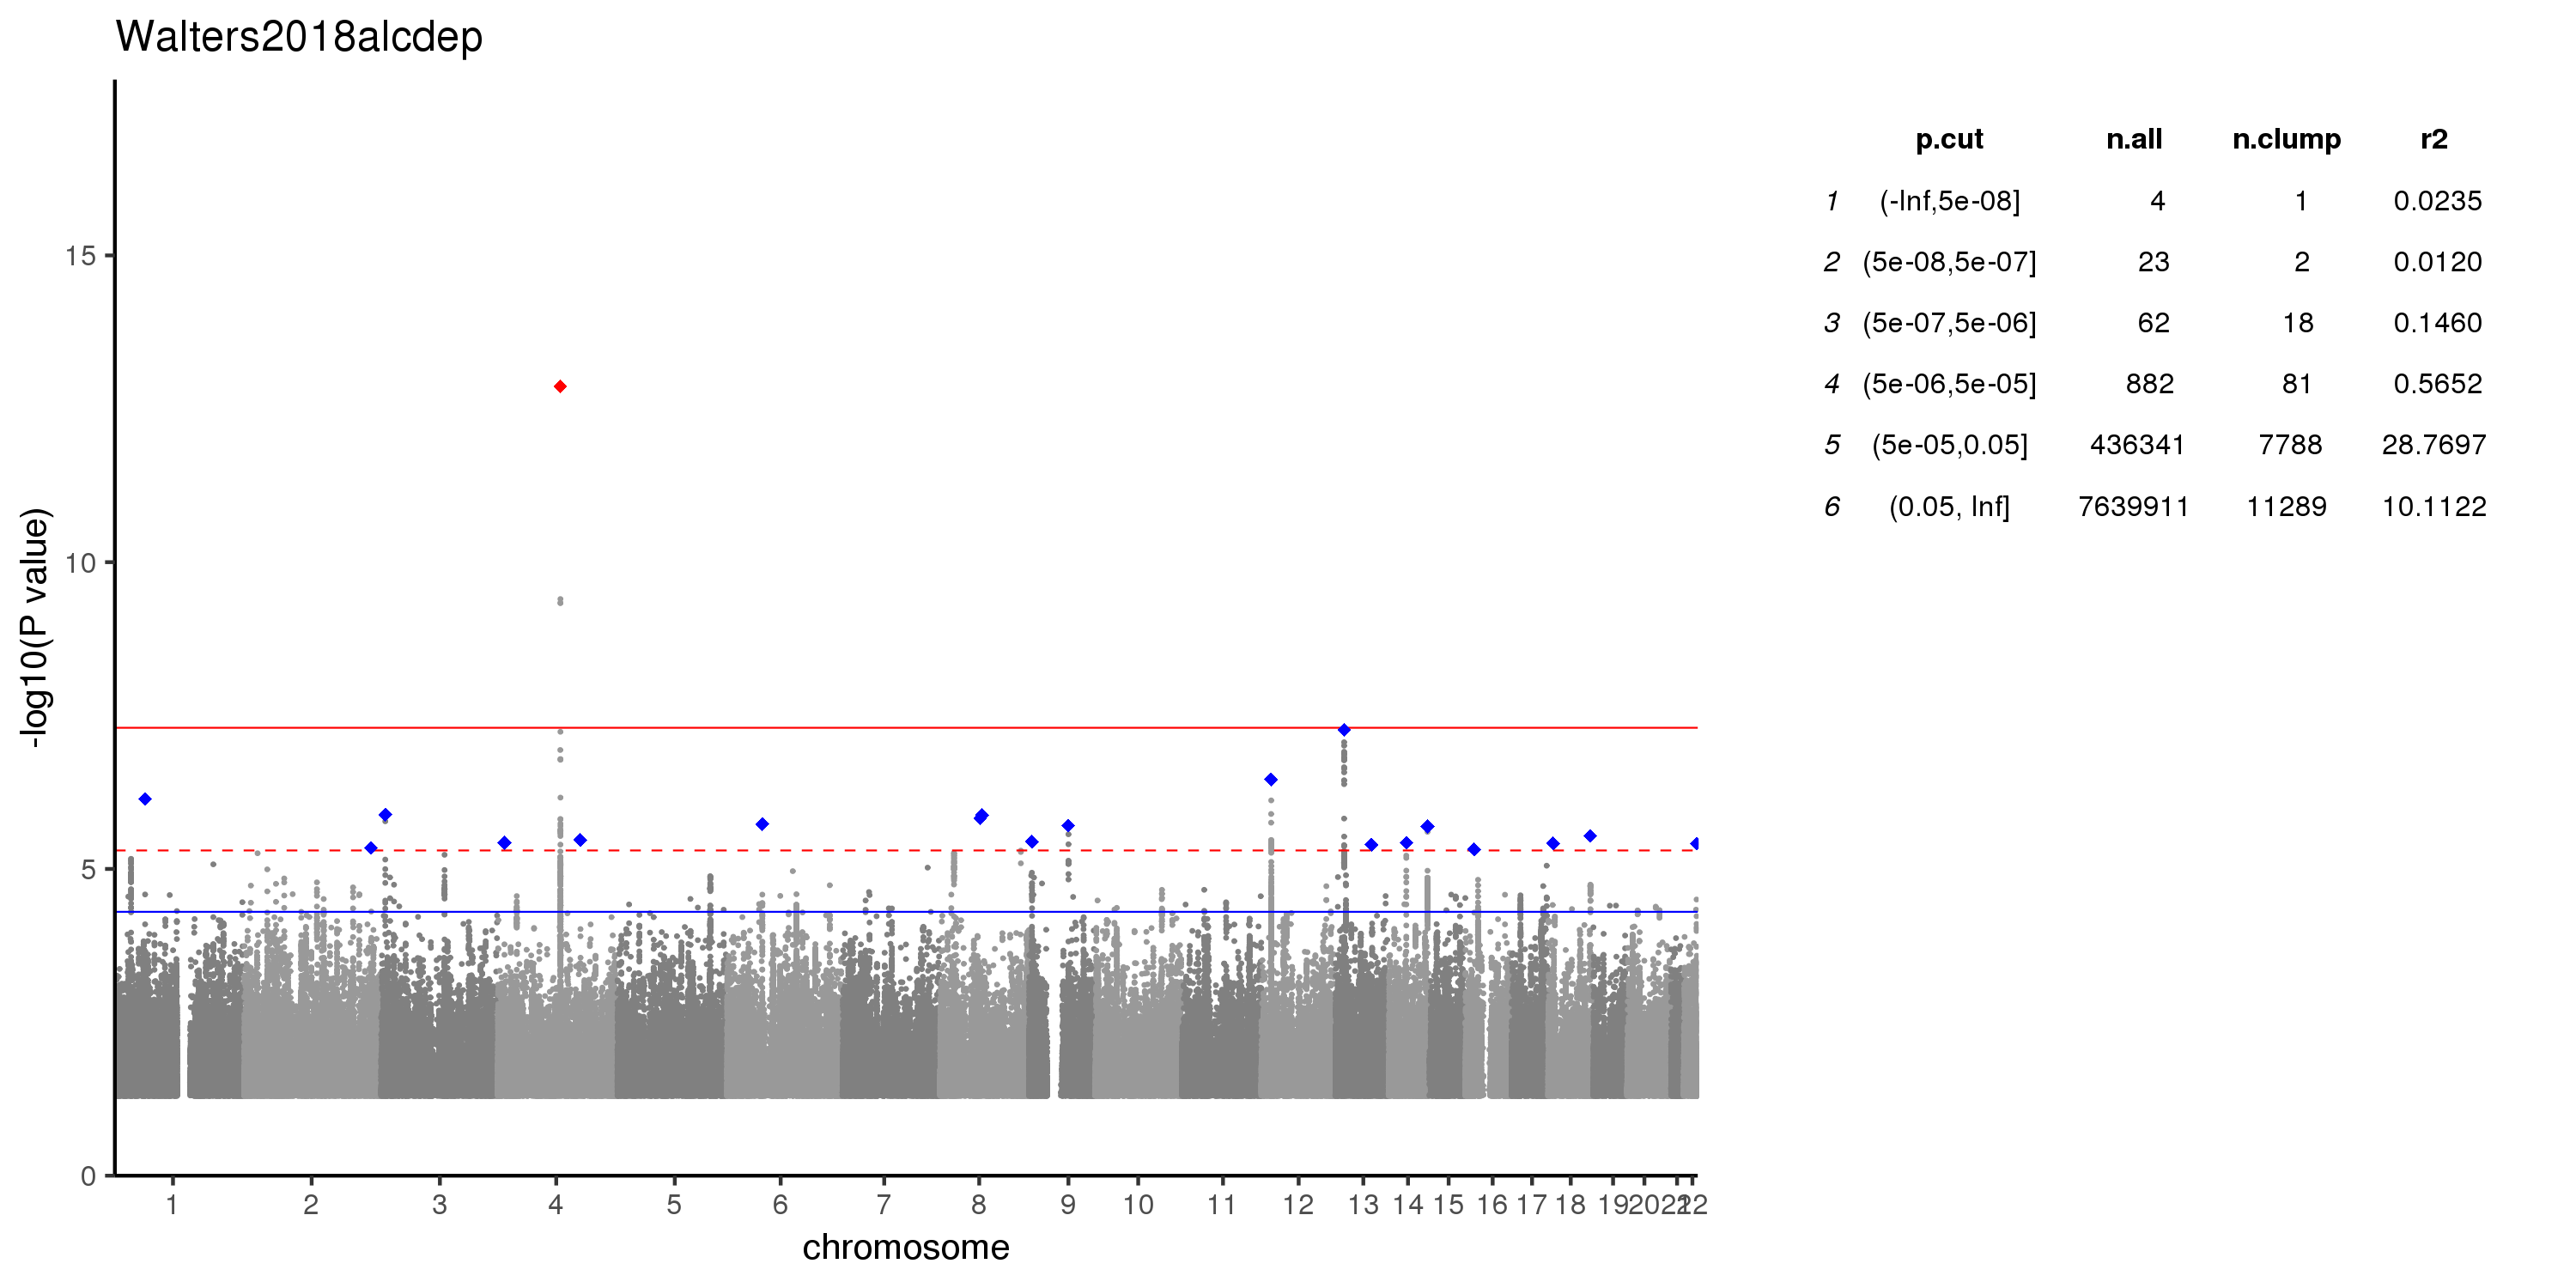 Walters2018alcdep
-log10(P value)
15
10
5
0
1 2 3 4 5 6 7 8 9 10 11 12 13 14 15 16 17 18 19 20 21 22
chromosome
p.cut n.all n.clump r2
1 (-Inf,5e-08] 4 1 0.0235
2 (5e-08,5e-07] 23 2 0.0120
3 (5e-07,5e-06] 62 18 0.1460
4 (5e-06,5e-05] 882 81 0.5652
5 (5e-05,0.05] 436341 7788 28.7697
6 (0.05, Inf] 7639911 11289 10.1122